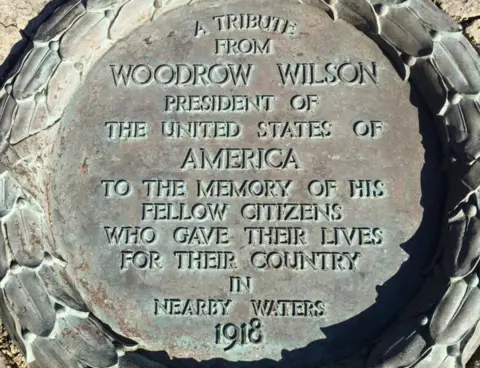 A TRIBUTE
FROM
WOODROW WILSON
PRESIDENT OF
THE UNITED STATES OF
AMERICA
TO THE MEMORY OF HIS
FELLOW CITIZENS
WHO GAVE THEIR LIVES
FOR THEIR COUNTRY
IN
NEARBY WATERS
1918